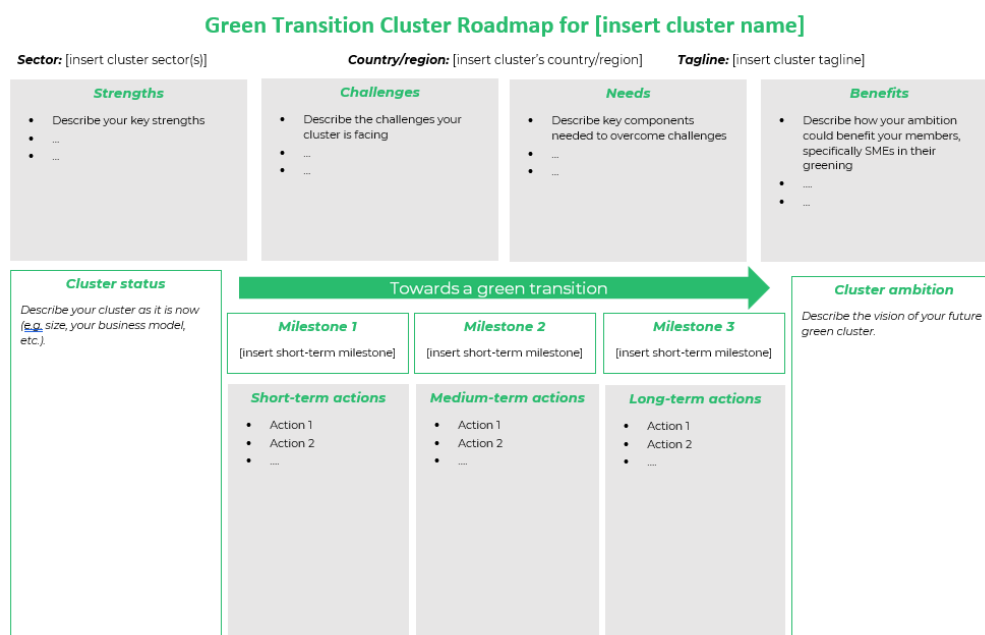 Green Transition Cluster Roadmap for [insert cluster name]
Sector: [insert cluster sector(s)]
Country/region: [insert cluster's country/region]
Tagline: [insert cluster tagline]
Strengths
• Describe your key strengths
• ...
• ...
Challenges
• Describe the challenges your
cluster is facing
• ...
• ...
Needs
• Describe key components
needed to overcome challenges
• ...
• ...
Benefits
• Describe how your ambition
could benefit your members,
specifically SMEs in their
greening
• ....
• ...
Cluster status
Describe your cluster as it is now
(e.g. size, your business model,
etc.).
Towards a green transition
Milestone 1
[insert short-term milestone]
Milestone 2
[insert short-term milestone]
Milestone 3
[insert short-term milestone]
Short-term actions
• Action 1
• Action 2
• ....
Medium-term actions
• Action 1
• Action 2
• ....
Long-term actions
• Action 1
• Action 2
• ....
Cluster ambition
Describe the vision of your future
green cluster.